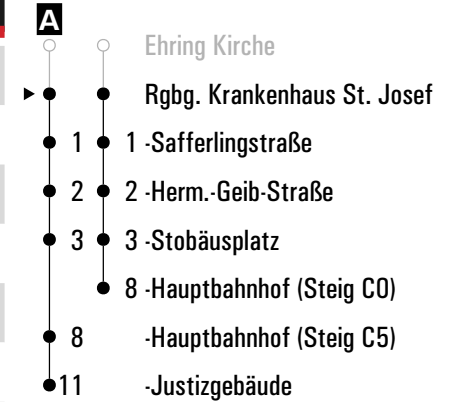 A
Ehring Kirche
Rgbg. Krankenhaus St. Josef
1 1 -Safferlingstraße
2 2 -Herm.-Geib-Straße
3 3 -Stobäusplatz
8 -Hauptbahnhof (Steig C0)
8 -Hauptbahnhof (Steig C5)
11 -Justizgebäude